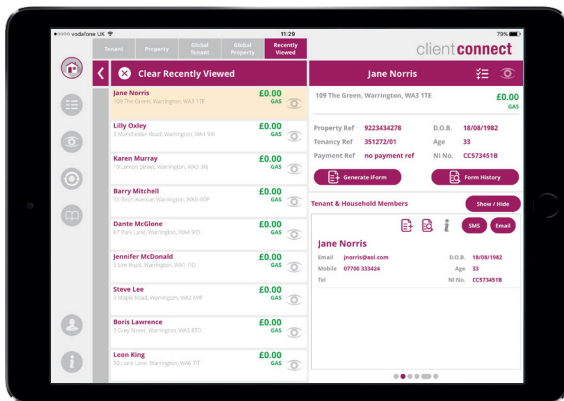 vodafone UK
11:29
79%
Tenant
Property
Global Tenant
Global Property
Recently Viewed
clientconnect
Clear Recently Viewed
Jane Norris
Jane Norris
109 The Green, Warrington, WA3 1TE
£0.00
GAS
Lilly Oxley
£0.00
GAS
Karen Murray
£0.00
GAS
Barry Mitchell
£0.00
GAS
Dante McGlone
£0.00
GAS
Jennifer McDonald
£0.00
GAS
Steve Lee
£0.00
GAS
Boris Lawrence
£0.00
GAS
Leon King
£0.00
GAS
109 The Green, Warrington, WA3 1TE
£0.00
GAS
Property Ref 9223434278 D.O.B. 18/08/1982
Tenancy Ref 351272/01 Age 33
Payment Ref no payment ref NI No. CC573451B
Generate iForm
Form History
Tenant & Household Members
Show / Hide
SMS
Email
Jane Norris
Email jnorris@aol.com D.O.B. 18/08/1982
Mobile 07700 333424 Age 33
Tel NI No. CC573451B